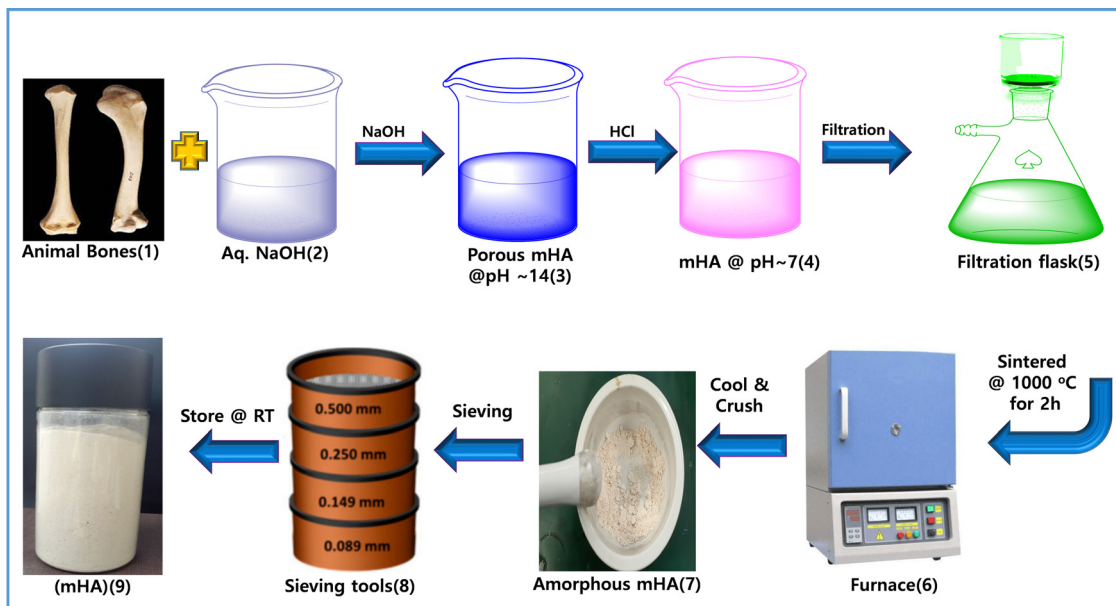 NaOH
HCl
Filtration
Animal Bones(1)
Aq. NaOH(2)
Porous mHA
@pH ~14(3)
mHA @ pH~7(4)
Filtration flask(5)
Sintered
@ 1000 ᵒC
for 2h
Cool &
Crush
Sieving
Store @ RT
0.500 mm
0.250 mm
0.149 mm
0.089 mm
(mHA)(9)
Sieving tools(8)
Amorphous mHA(7)
Furnace(6)